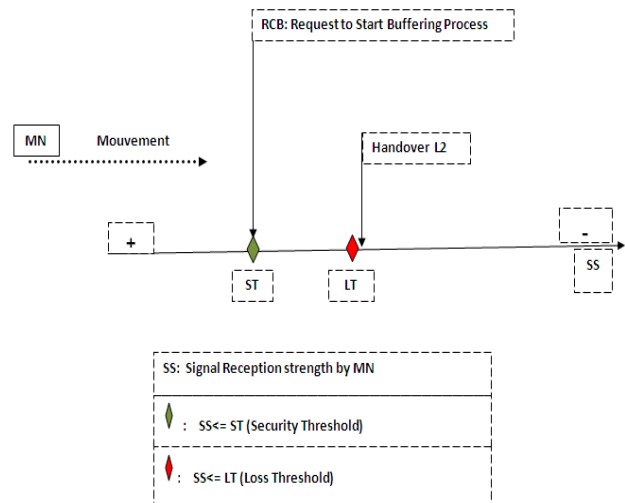 RCB: Request to Start Buffering Process
MN
Mouvement
Handover L2
+
-
SS
ST
LT
SS: Signal Reception strength by MN
: SS<= ST (Security Threshold)
: SS<= LT (Loss Threshold)